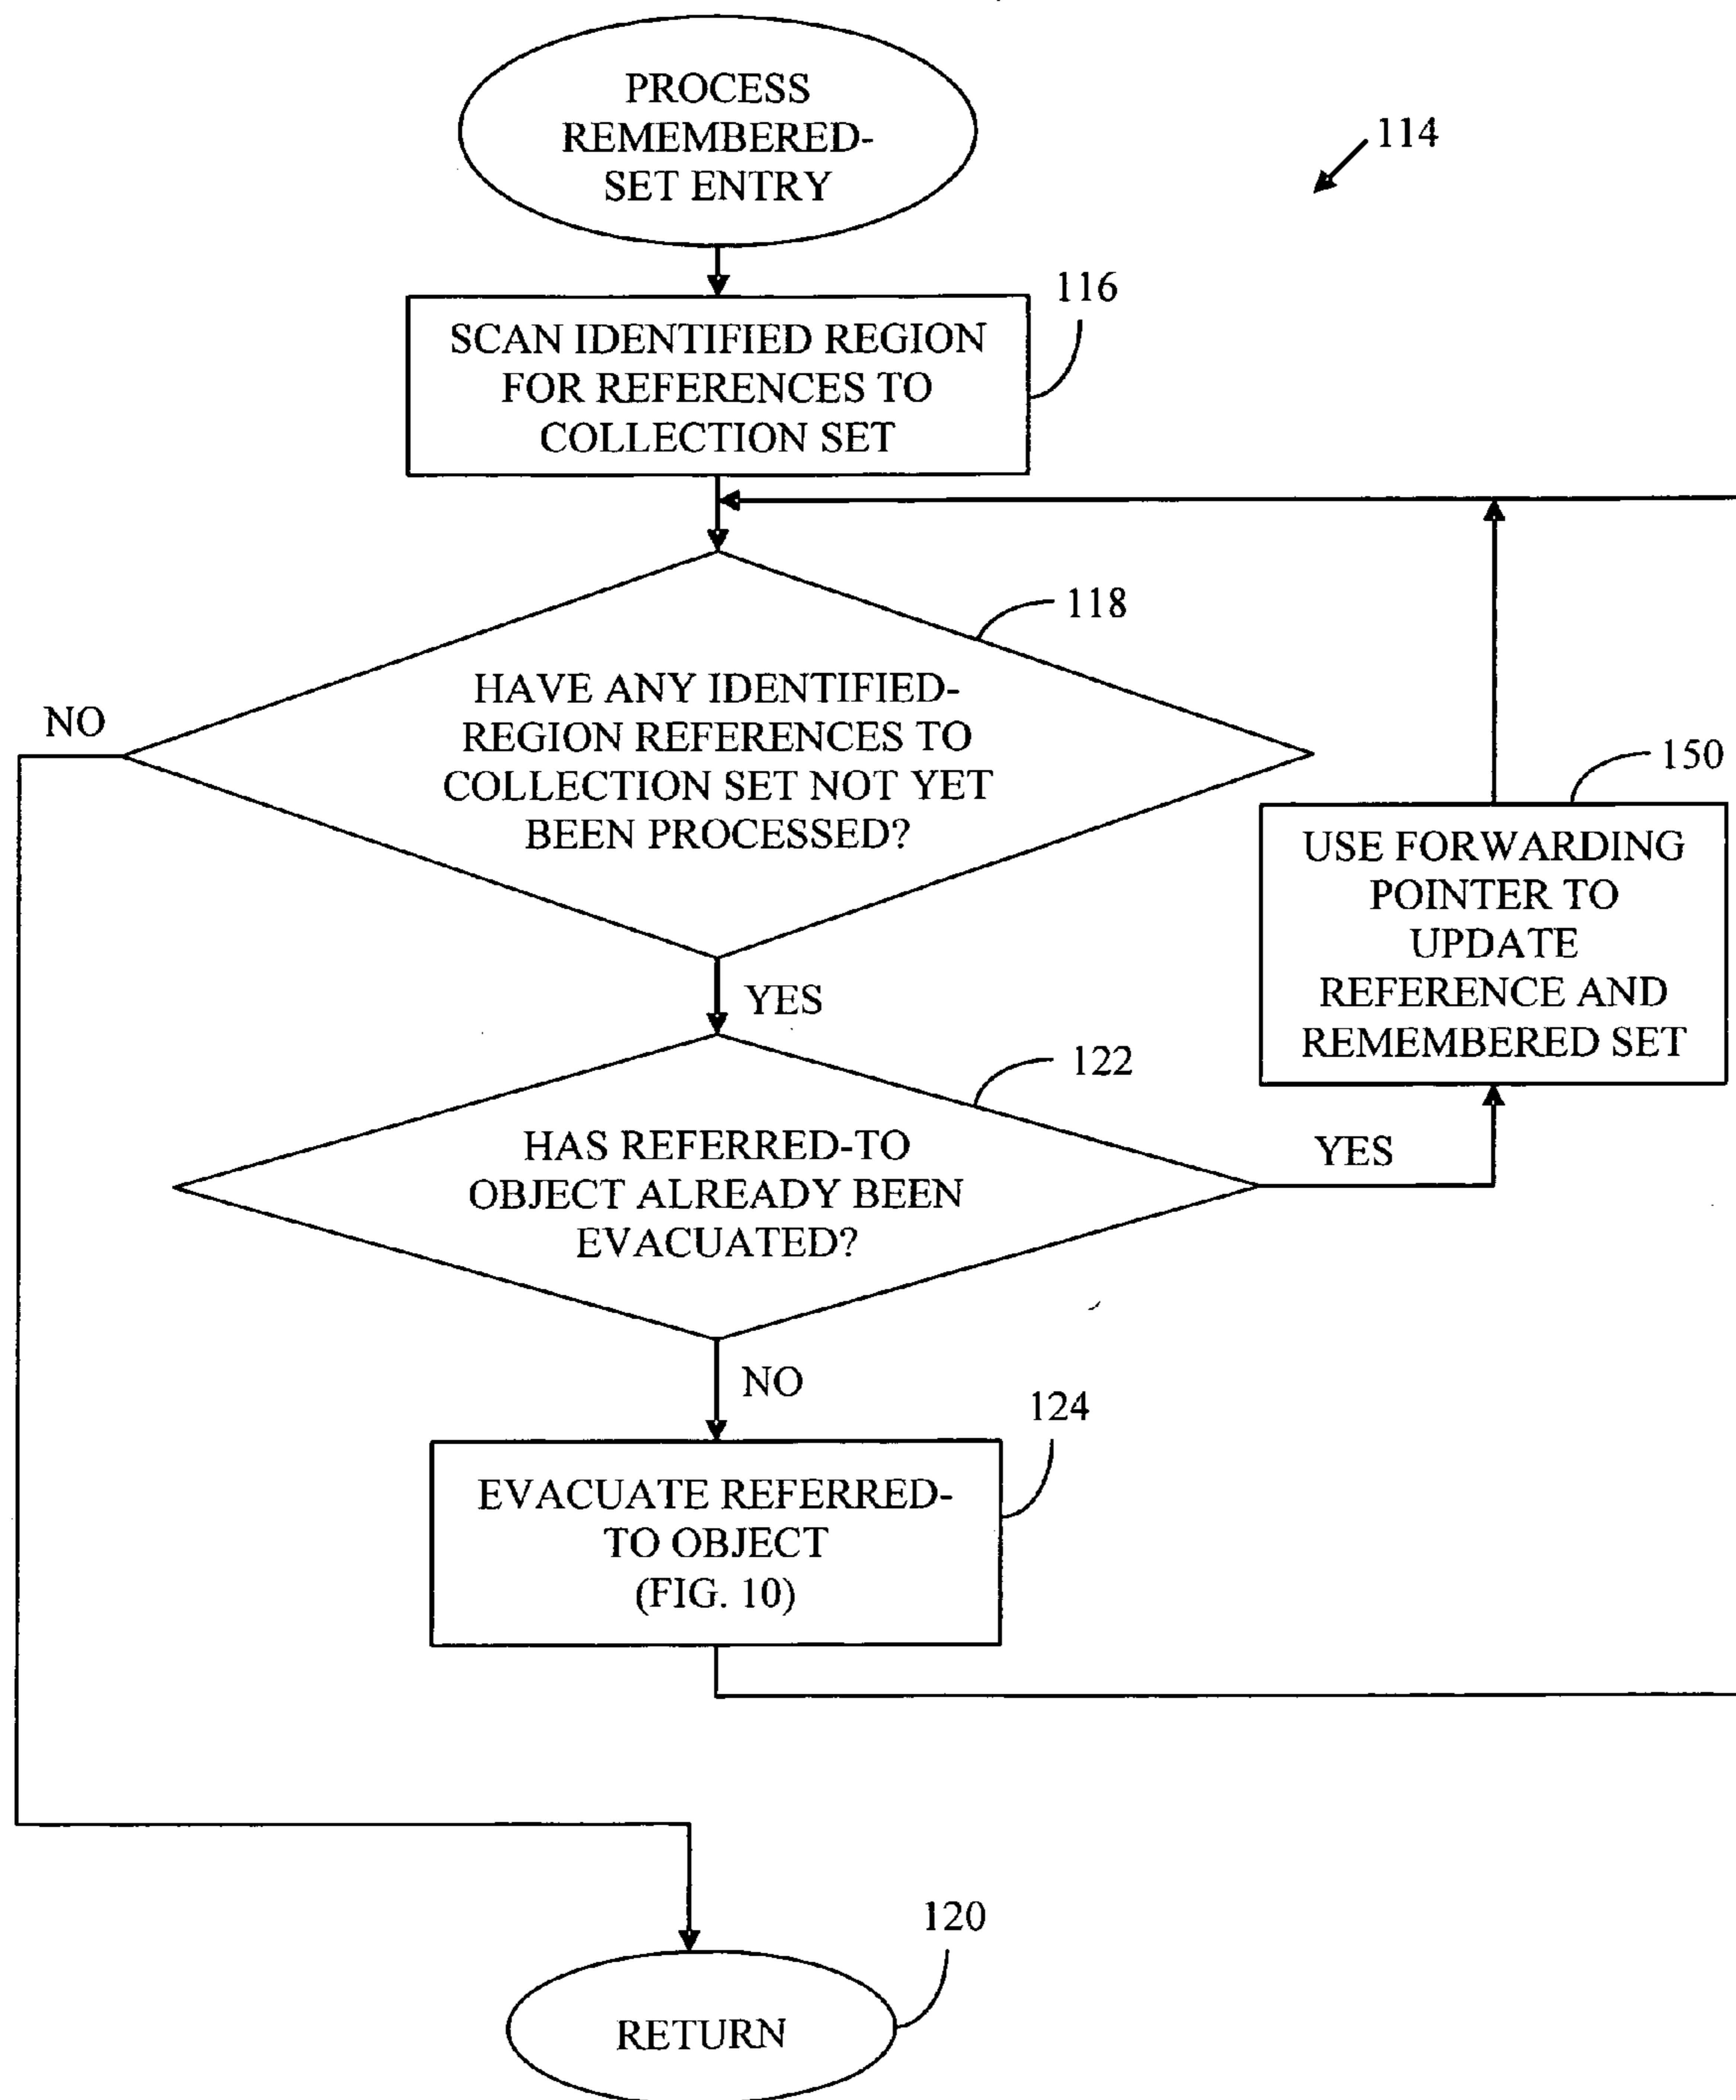 PROCESS
REMEMBERED-
SET ENTRY
114
116
SCAN IDENTIFIED REGION
FOR REFERENCES TO
COLLECTION SET
118
HAVE ANY IDENTIFIED-
REGION REFERENCES TO
COLLECTION SET NOT YET
BEEN PROCESSED?
NO
150
USE FORWARDING
POINTER TO
UPDATE
REFERENCE AND
REMEMBERED SET
YES
122
HAS REFERRED-TO
OBJECT ALREADY BEEN
EVACUATED?
YES
NO
124
EVACUATE REFERRED-
TO OBJECT
(FIG. 10)
120
RETURN